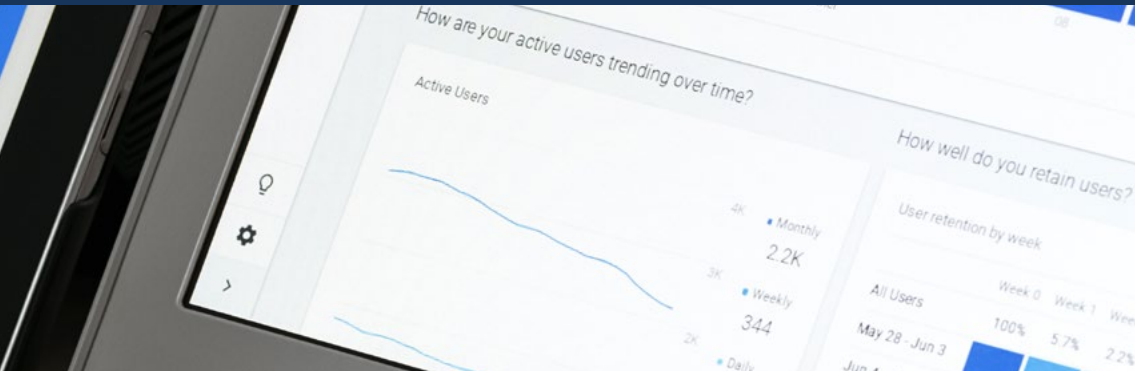 How are your active users trending over time?
Active Users
4K
Monthly
2.2K
3K
Weekly
344
2K
Daily
How well do you retain users?
User retention by week
Week 0 Week 1
All Users
100% 5.7% 2.2%
May 28 - Jun 3
08